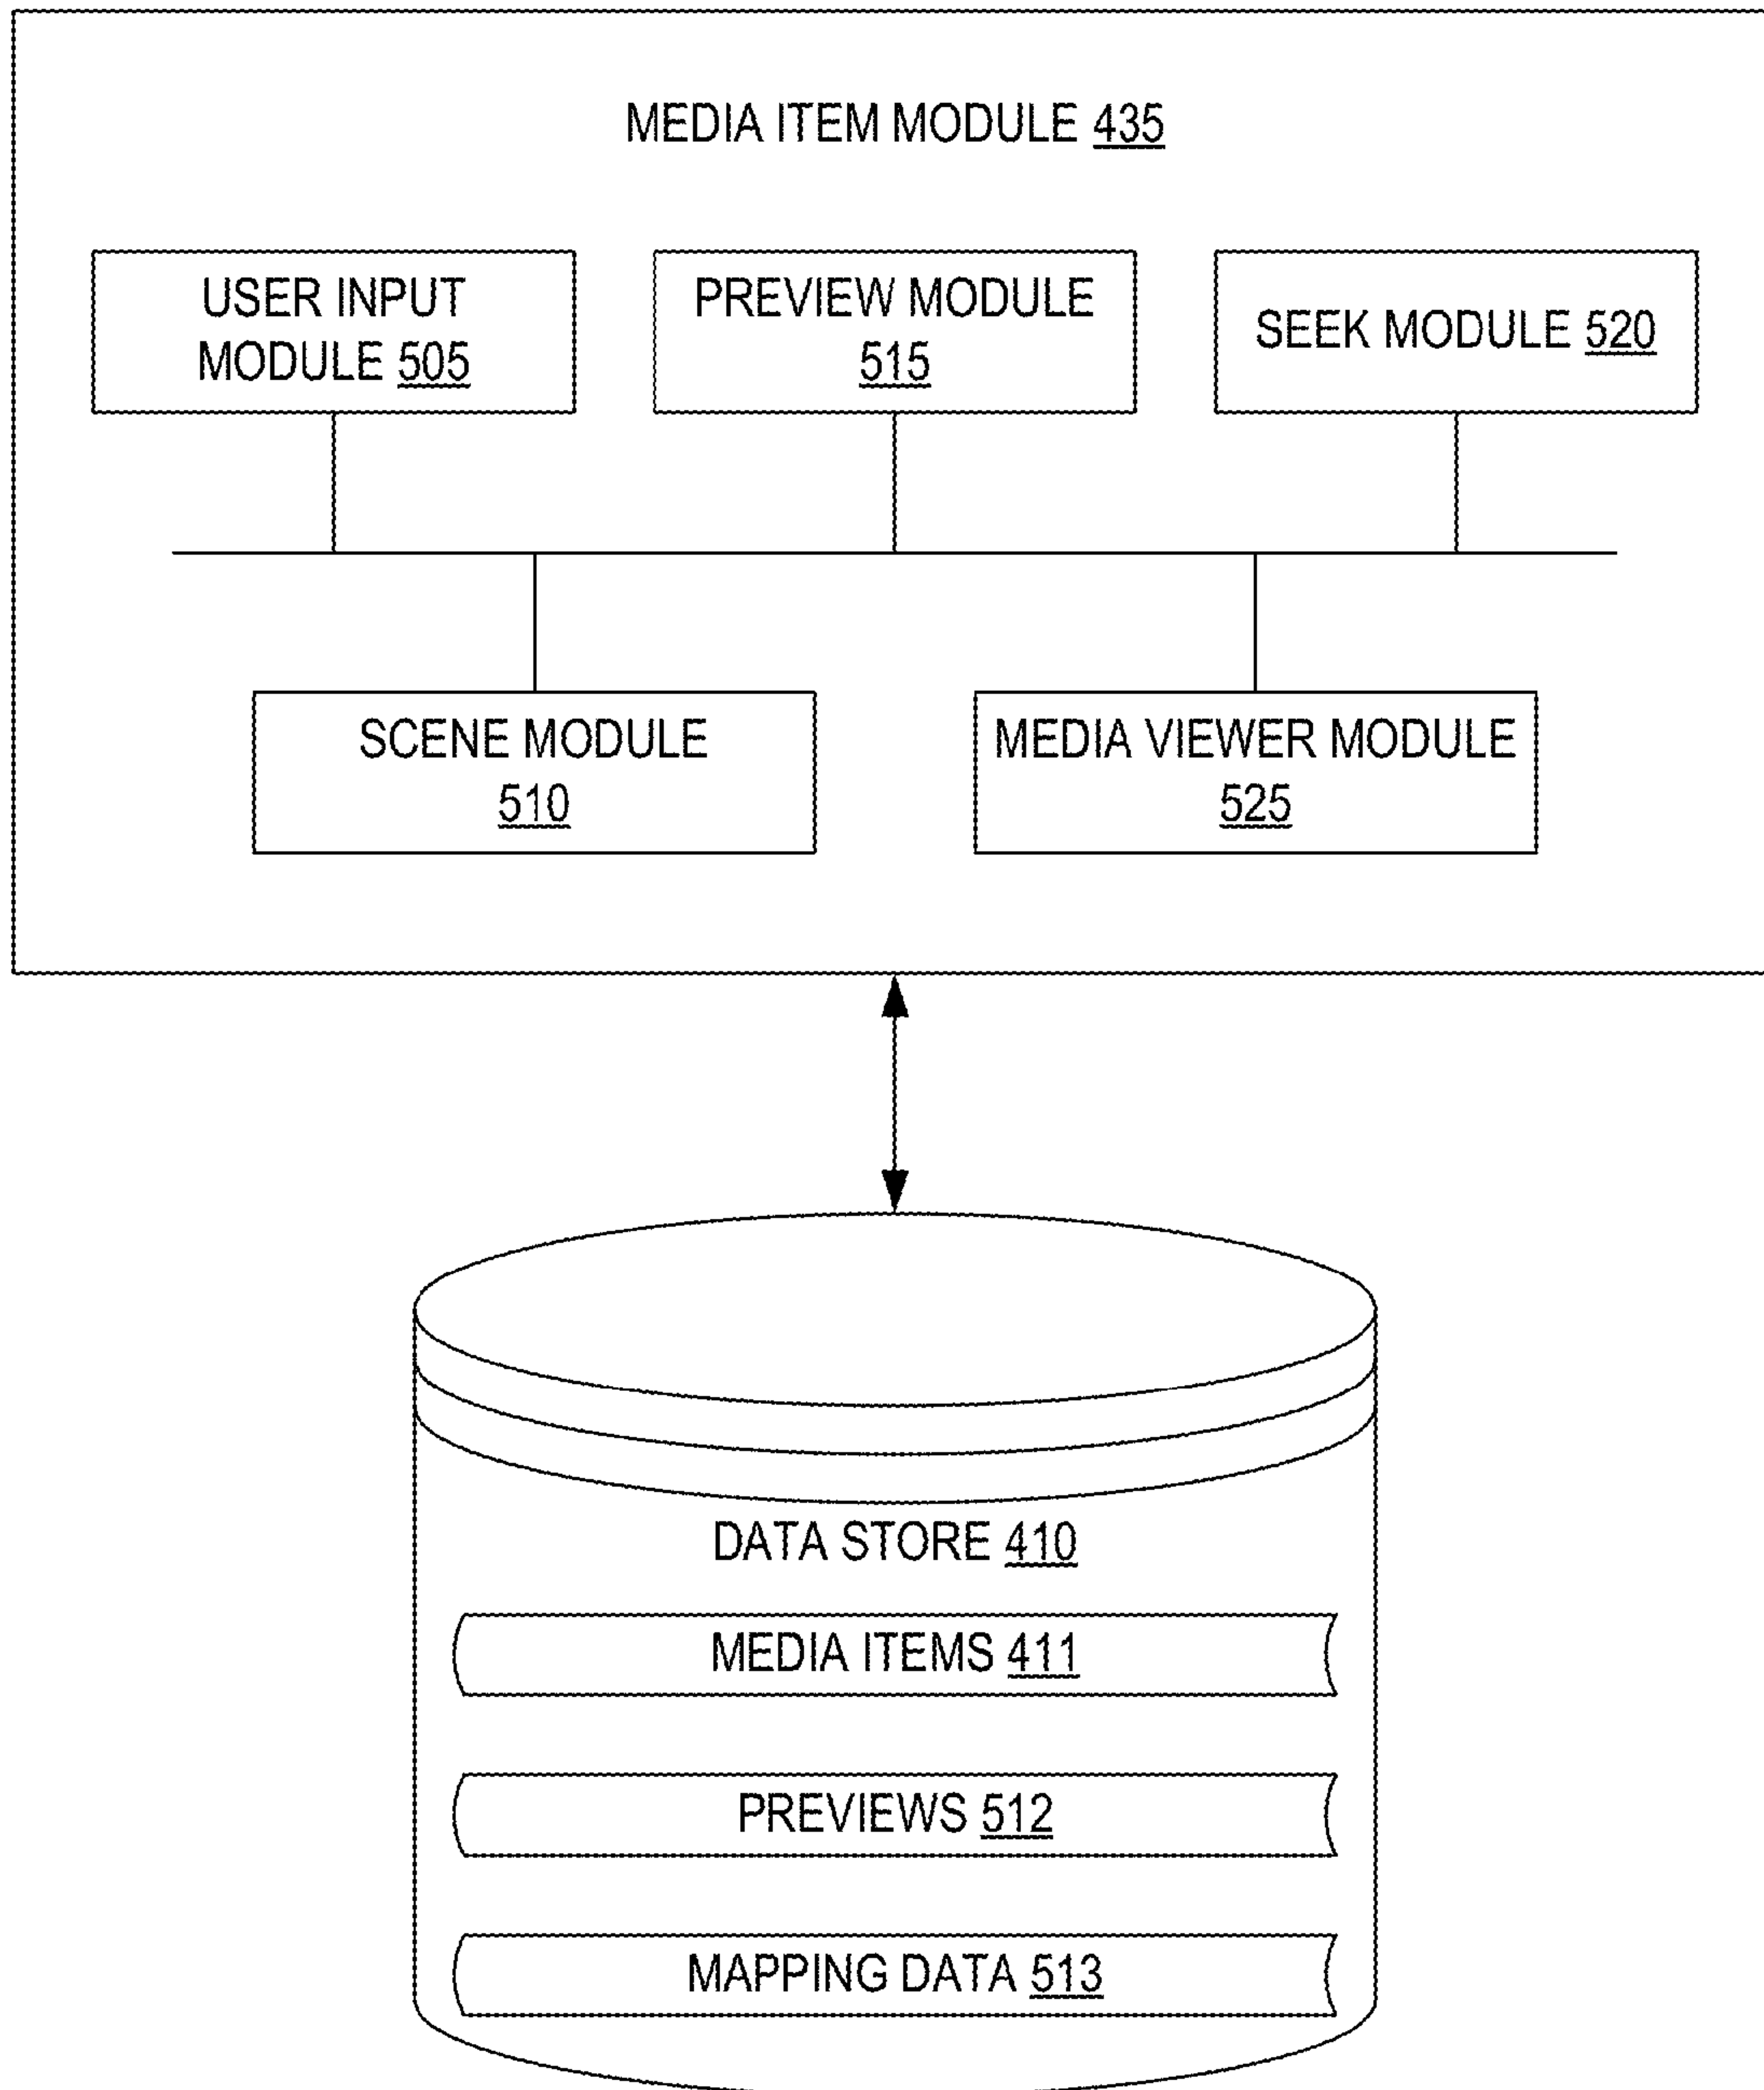 MEDIA ITEM MODULE 435
USER INPUT
MODULE 505
PREVIEW MODULE
515
SEEK MODULE 520
SCENE MODULE
510
MEDIA VIEWER MODULE
525
DATA STORE 410
MEDIA ITEMS 411
PREVIEWS 512
MAPPING DATA 513